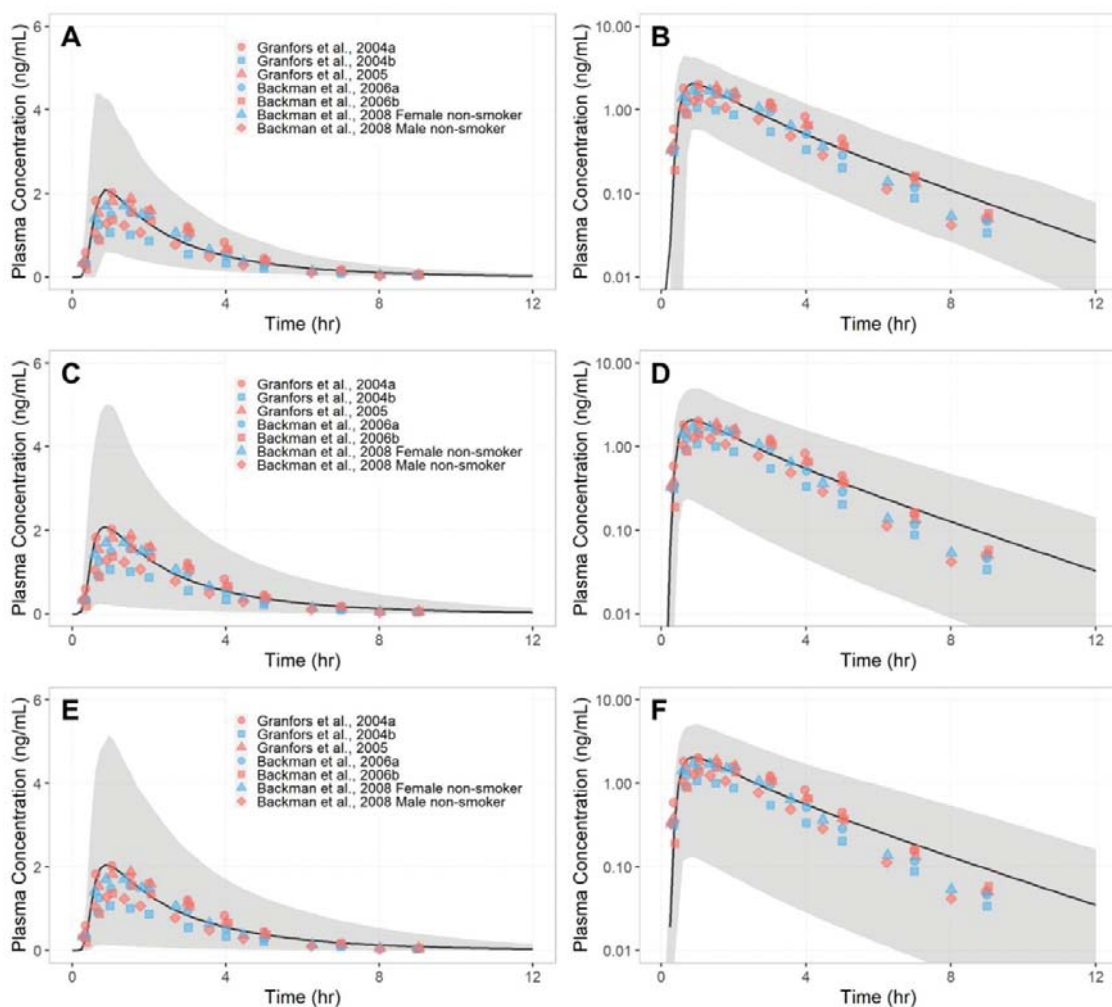 A
6
4
2
0
Plasma Concentration (ng/mL)
Granfors et al., 2004a
Granfors et al., 2004b
Granfors et al., 2005
Backman et al., 2006a
Backman et al., 2006b
Backman et al., 2008 Female non-smoker
Backman et al., 2008 Male non-smoker
0 4 8 12
Time (hr)
B
10.00
1.00
0.10
0.01
Plasma Concentration (ng/mL)
0 4 8 12
Time (hr)
C
6
4
2
0
Plasma Concentration (ng/mL)
Granfors et al., 2004a
Granfors et al., 2004b
Granfors et al., 2005
Backman et al., 2006a
Backman et al., 2006b
Backman et al., 2008 Female non-smoker
Backman et al., 2008 Male non-smoker
0 4 8 12
Time (hr)
D
10.00
1.00
0.10
0.01
Plasma Concentration (ng/mL)
0 4 8 12
Time (hr)
E
6
4
2
0
Plasma Concentration (ng/mL)
Granfors et al., 2004a
Granfors et al., 2004b
Granfors et al., 2005
Backman et al., 2006a
Backman et al., 2006b
Backman et al., 2008 Female non-smoker
Backman et al., 2008 Male non-smoker
0 4 8 12
Time (hr)
F
10.00
1.00
0.10
0.01
Plasma Concentration (ng/mL)
0 4 8 12
Time (hr)